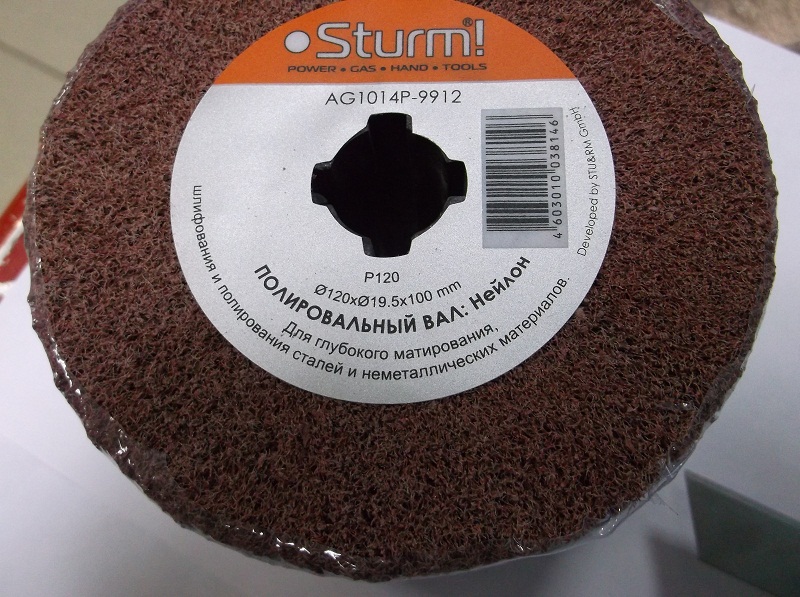 Sturm!®
POWER • GAS • HAND • TOOLS
AG1014P-9912
4 603010 038146
Developed by STU&RM GmbH
P120
Ø120xØ19.5x100 mm
ПОЛИРОВАЛЬНЫЙ ВАЛ: Нейлон
Для глубокого матирования,
шлифования и полирования сталей и неметаллических материалов.